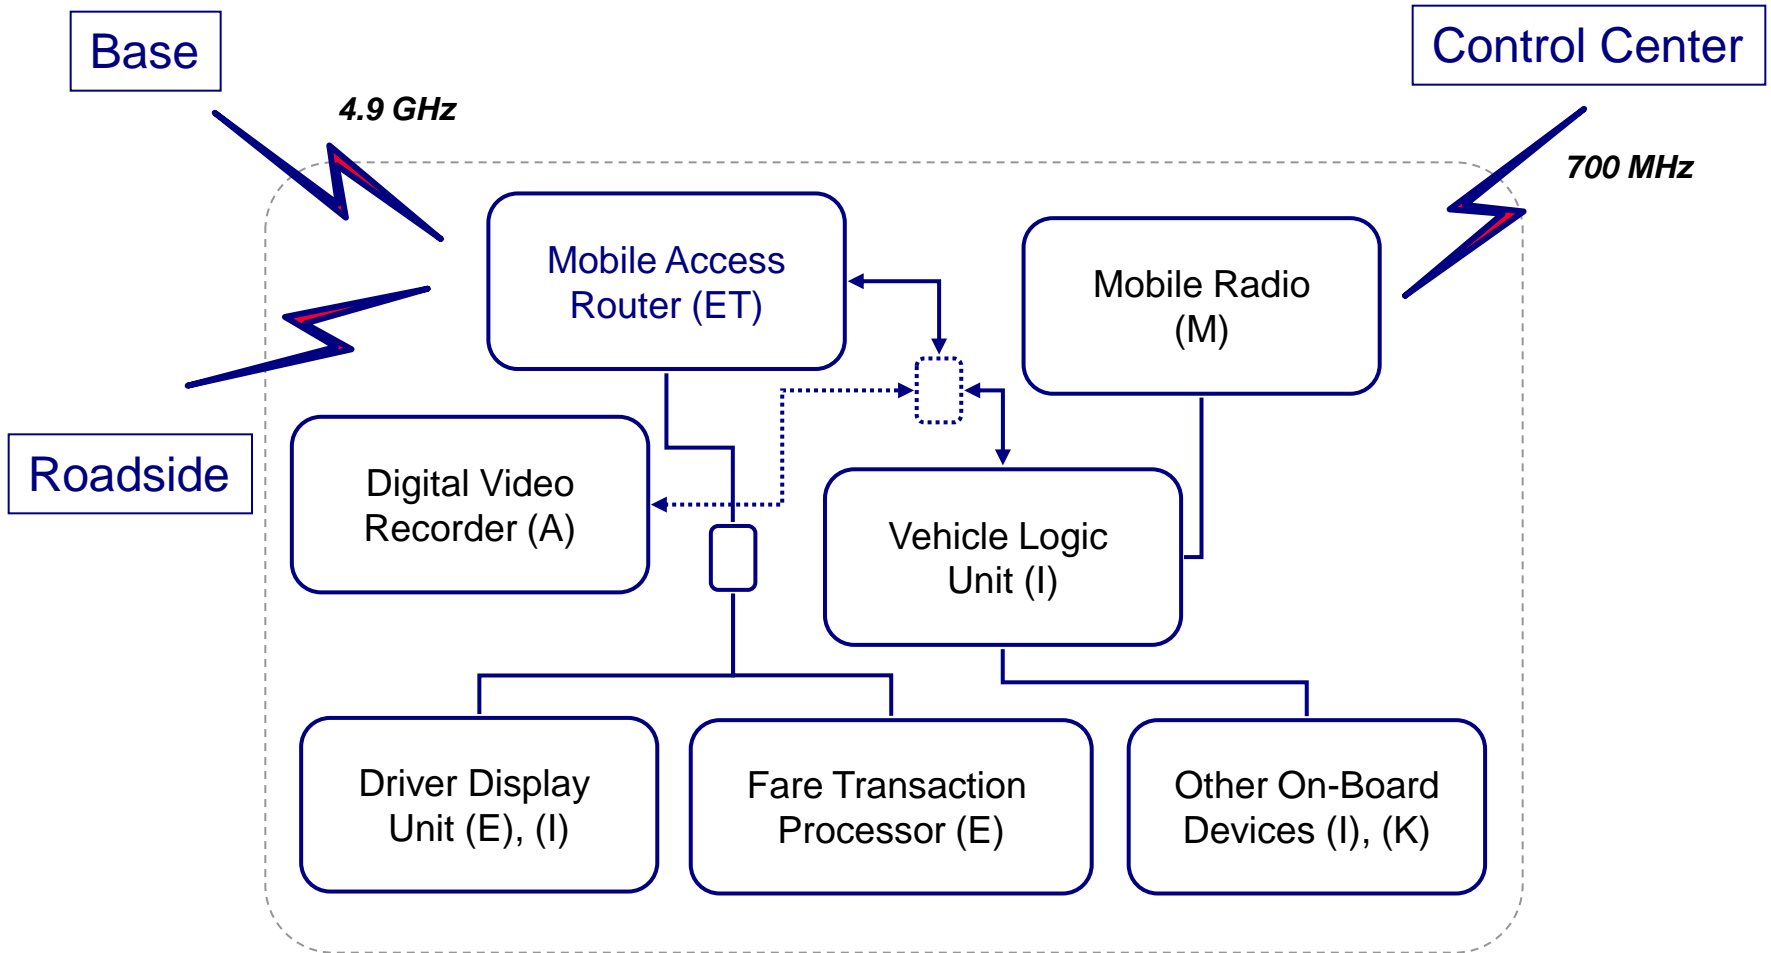 Base
Control Center
4.9 GHz
700 MHz
Mobile Access
Router (ET)
Mobile Radio
(M)
Roadside
Digital Video
Recorder (A)
Vehicle Logic
Unit (I)
Driver Display
Unit (E), (I)
Fare Transaction
Processor (E)
Other On-Board
Devices (I), (K)